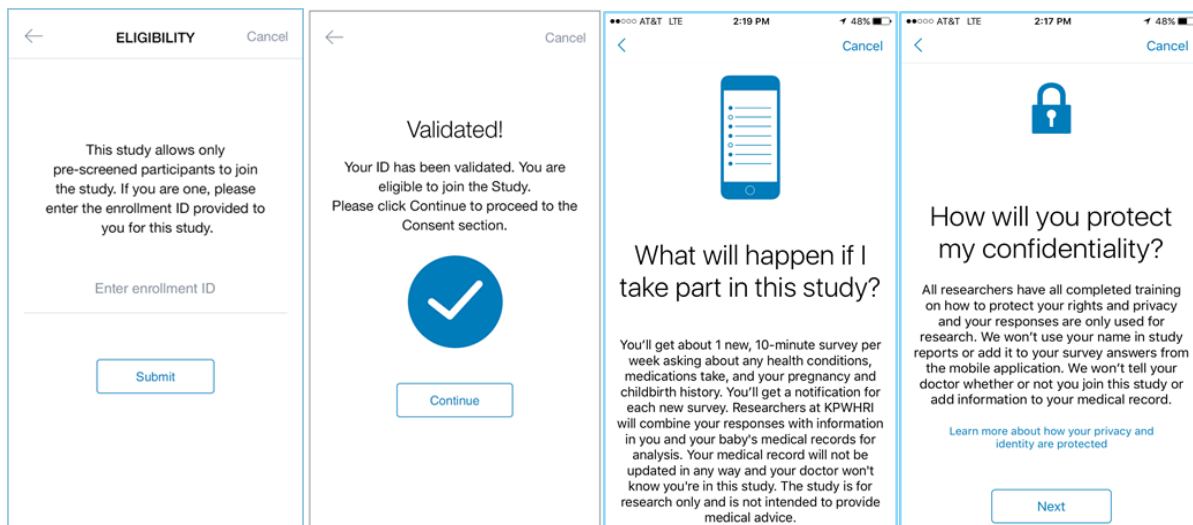 ELIGIBILITY
Cancel
This study allows only
pre-screened participants to join
the study. If you are one, please
enter the enrollment ID provided to
you for this study.
Enter enrollment ID
Submit
Cancel
Validated!
Your ID has been validated. You are
eligible to join the Study.
Please click Continue to proceed to the
Consent section.
Continue
AT&T LTE 2:19 PM 48%
Cancel
What will happen if I
take part in this study?
You'll get about 1 new, 10-minute survey per
week asking about any health conditions,
medications take, and your pregnancy and
childbirth history. You'll get a notification for
each new survey. Researchers at KPWHRI
will combine your responses with information
in you and your baby's medical records for
analysis. Your medical record will not be
updated in any way and your doctor won't
know you're in this study. The study is for
research only and is not intended to provide
medical advice.
AT&T LTE 2:17 PM 48%
Cancel
How will you protect
my confidentiality?
All researchers have all completed training
on how to protect your rights and privacy
and your responses are only used for
research. We won't use your name in study
reports or add it to your survey answers from
the mobile application. We won't tell your
doctor whether or not you join this study or
add information to your medical record.
Learn more about how your privacy and
identity are protected
Next